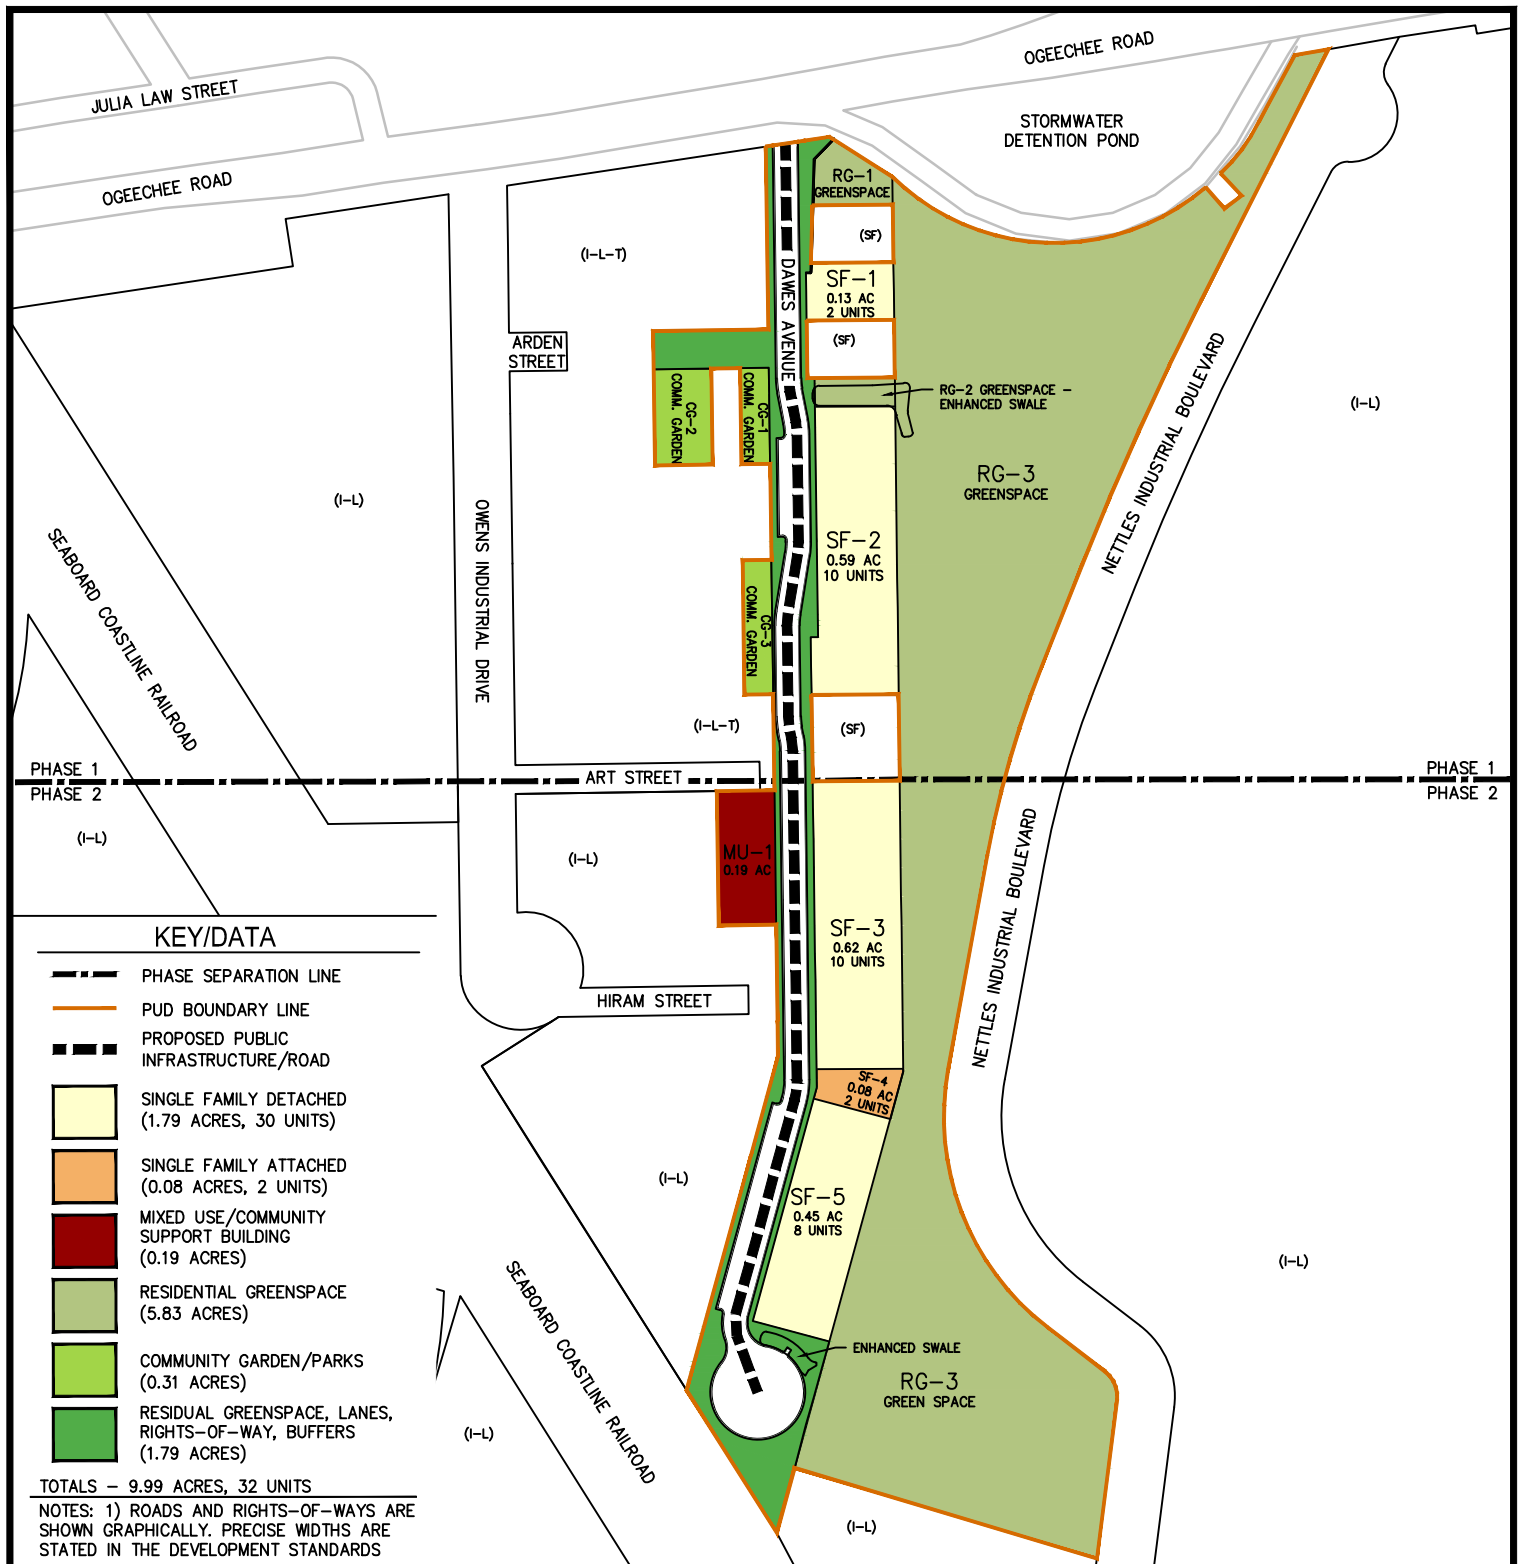 OGEECHEE ROAD
JULIA LAW STREET
STORMWATER
DETENTION POND
OGEECHEE ROAD
RG-1
GREENSPACE
(SF)
(I-L-T)
DAWES AVENUE
SF-1
0.13 AC
2 UNITS
(SF)
ARDEN
STREET
CG-2
COMM. GARDEN
CG-1
COMM. GARDEN
RG-2 GREENSPACE -
ENHANCED SWALE
NETTLES INDUSTRIAL BOULEVARD
(I-L)
RG-3
GREENSPACE
(I-L)
OWENS INDUSTRIAL DRIVE
SEABOARD COASTLINE RAILROAD
SF-2
0.59 AC
10 UNITS
CG-3
COMM. GARDEN
(I-L-T)
(SF)
PHASE 1
PHASE 2
ART STREET
PHASE 1
PHASE 2
(I-L)
(I-L)
MU-1
0.19 AC
SF-3
0.62 AC
10 UNITS
NETTLES INDUSTRIAL BOULEVARD
HIRAM STREET
SF-4
0.08 AC
2 UNITS
(I-L)
SF-5
0.45 AC
8 UNITS
(I-L)
SEABOARD COASTLINE RAILROAD
ENHANCED SWALE
RG-3
GREEN SPACE
(I-L)
(I-L)
KEY/DATA
PHASE SEPARATION LINE
PUD BOUNDARY LINE
PROPOSED PUBLIC
INFRASTRUCTURE/ROAD
SINGLE FAMILY DETACHED
(1.79 ACRES, 30 UNITS)
SINGLE FAMILY ATTACHED
(0.08 ACRES, 2 UNITS)
MIXED USE/COMMUNITY
SUPPORT BUILDING
(0.19 ACRES)
RESIDENTIAL GREENSPACE
(5.83 ACRES)
COMMUNITY GARDEN/PARKS
(0.31 ACRES)
RESIDUAL GREENSPACE, LANES,
RIGHTS-OF-WAY, BUFFERS
(1.79 ACRES)
TOTALS - 9.99 ACRES, 32 UNITS
NOTES: 1) ROADS AND RIGHTS-OF-WAYS ARE
SHOWN GRAPHICALLY. PRECISE WIDTHS ARE
STATED IN THE DEVELOPMENT STANDARDS